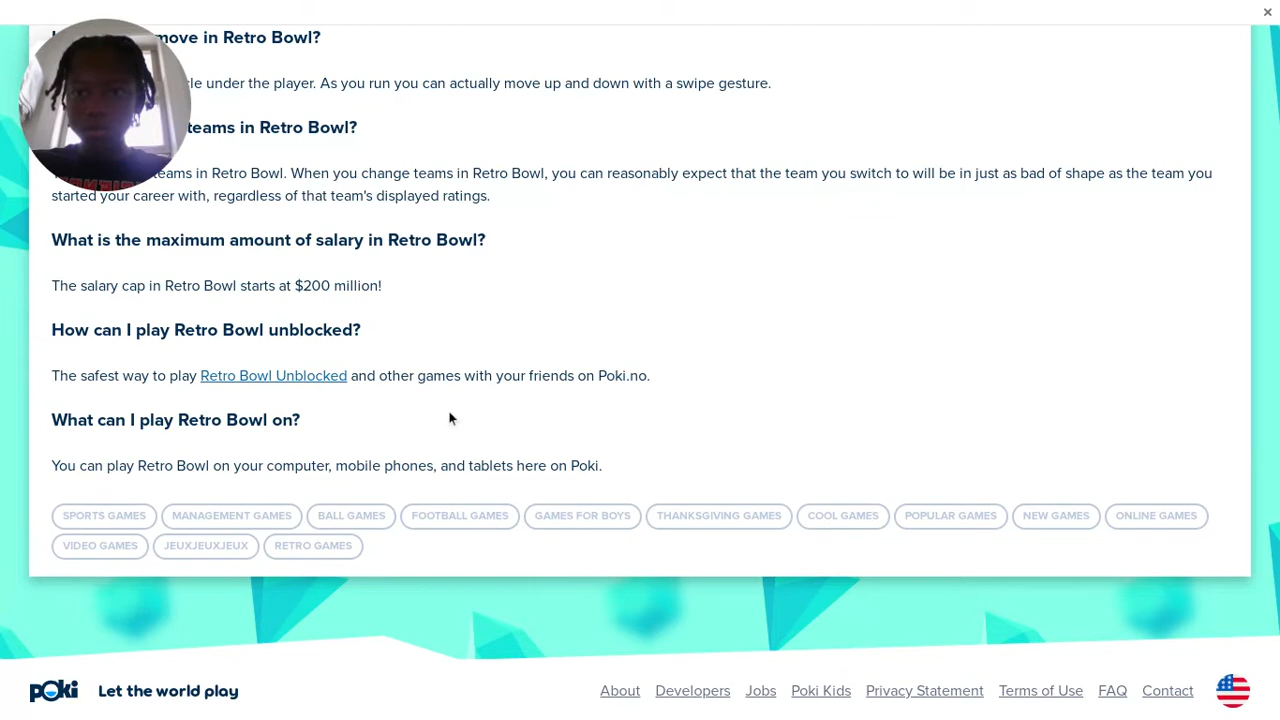 move in Retro Bowl?
under the player. As you run you can actually move up and down with a swipe gesture.
teams in Retro Bowl?
teams in Retro Bowl. When you change teams in Retro Bowl, you can reasonably expect that the team you switch to will be in just as bad of shape as the team you
started your career with, regardless of that team's displayed ratings.
What is the maximum amount of salary in Retro Bowl?
The salary cap in Retro Bowl starts at $200 million!
How can I play Retro Bowl unblocked?
The safest way to play Retro Bowl Unblocked and other games with your friends on Poki.no.
What can I play Retro Bowl on?
You can play Retro Bowl on your computer, mobile phones, and tablets here on Poki.
SPORTS GAMES MANAGEMENT GAMES BALL GAMES FOOTBALL GAMES GAMES FOR BOYS THANKSGIVING GAMES COOL GAMES POPULAR GAMES NEW GAMES ONLINE GAMES
VIDEO GAMES JEUXJEUXJEUX RETRO GAMES
POKi Let the world play About Developers Jobs Poki Kids Privacy Statement Terms of Use FAQ Contact